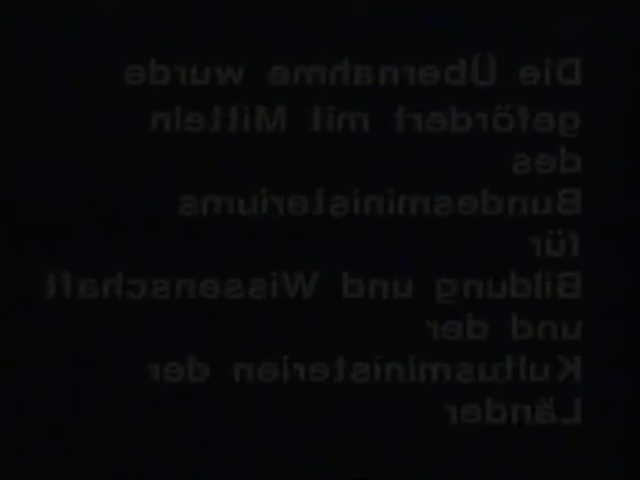 Die Übernahme wurde
gefördert mit Mitteln
des
Bundesministeriums
für
Bildung und Wissenschaft
und der
Kultusministerien der
Länder